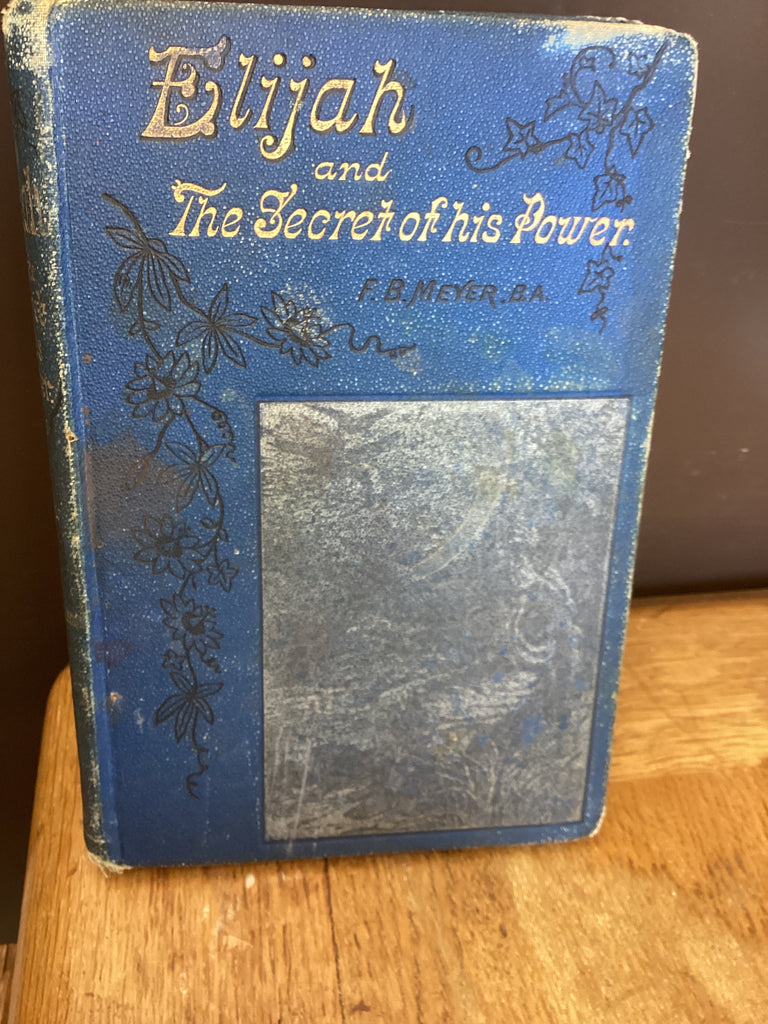 Elijah
and
The Secret of his Power.
F. B. MEYER. B.A.